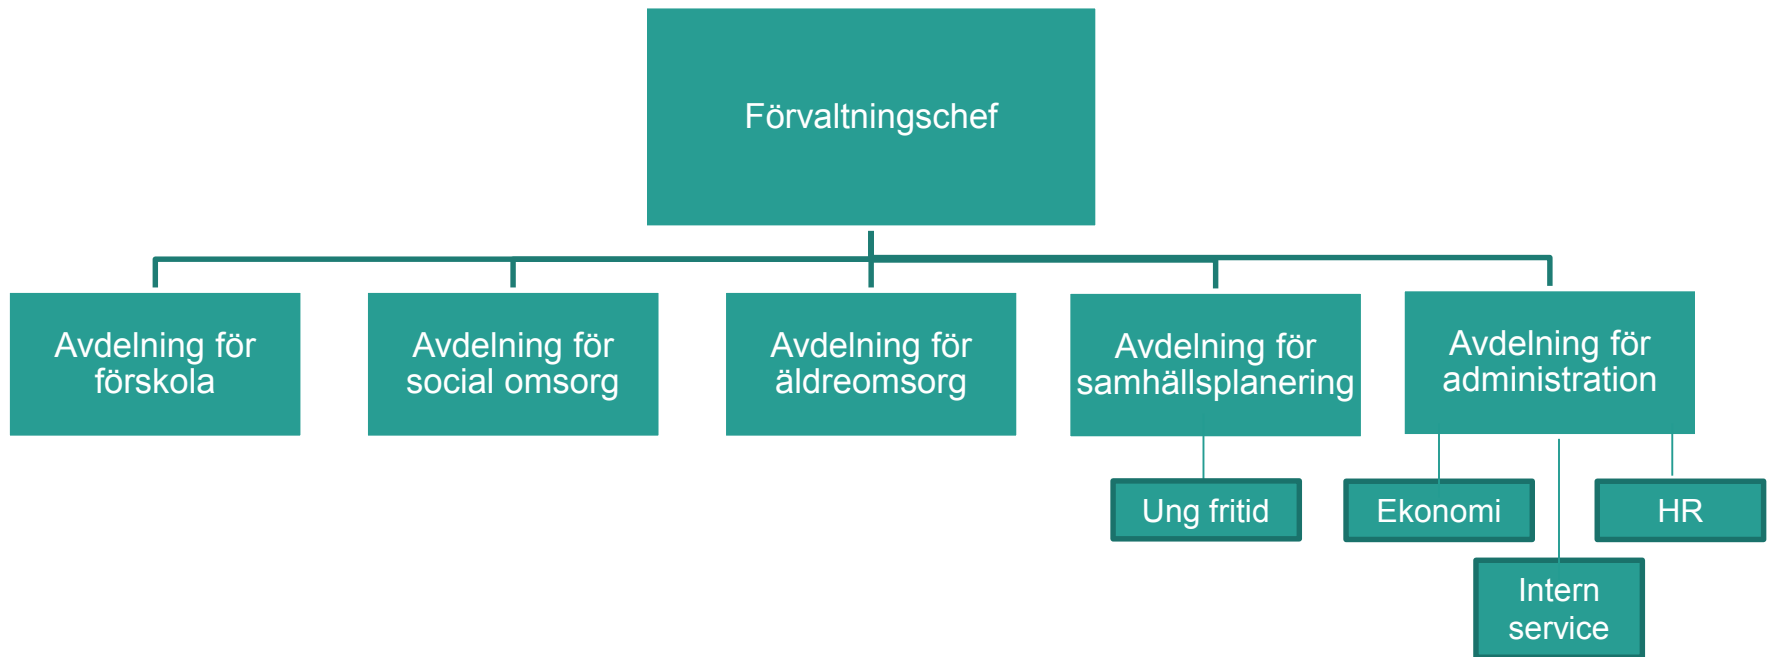 Förvaltningschef
Avdelning för
förskola
Avdelning för
social omsorg
Avdelning för
äldreomsorg
Avdelning för
samhällsplanering
Avdelning för
administration
Ung fritid
Ekonomi
HR
Intern
service